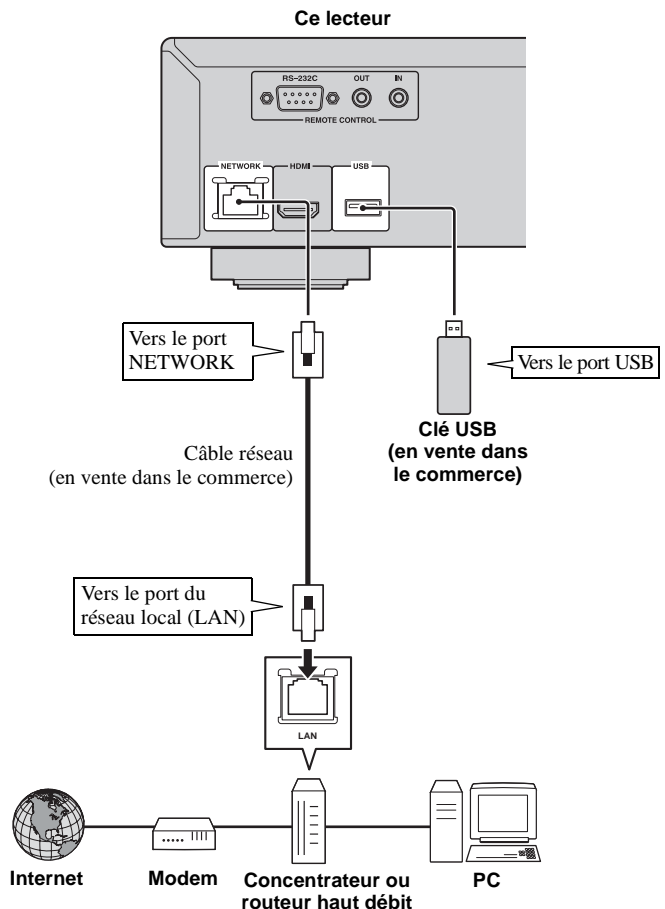 Ce lecteur
RS-232C
OUT
IN
REMOTE CONTROL
NETWORK
HDMI
USB
Vers le port
NETWORK
Vers le port USB
Clé USB
(en vente dans
le commerce)
Câble réseau
(en vente dans le commerce)
Vers le port du
réseau local (LAN)
LAN
Internet
Modem
Concentrateur ou
routeur haut débit
PC